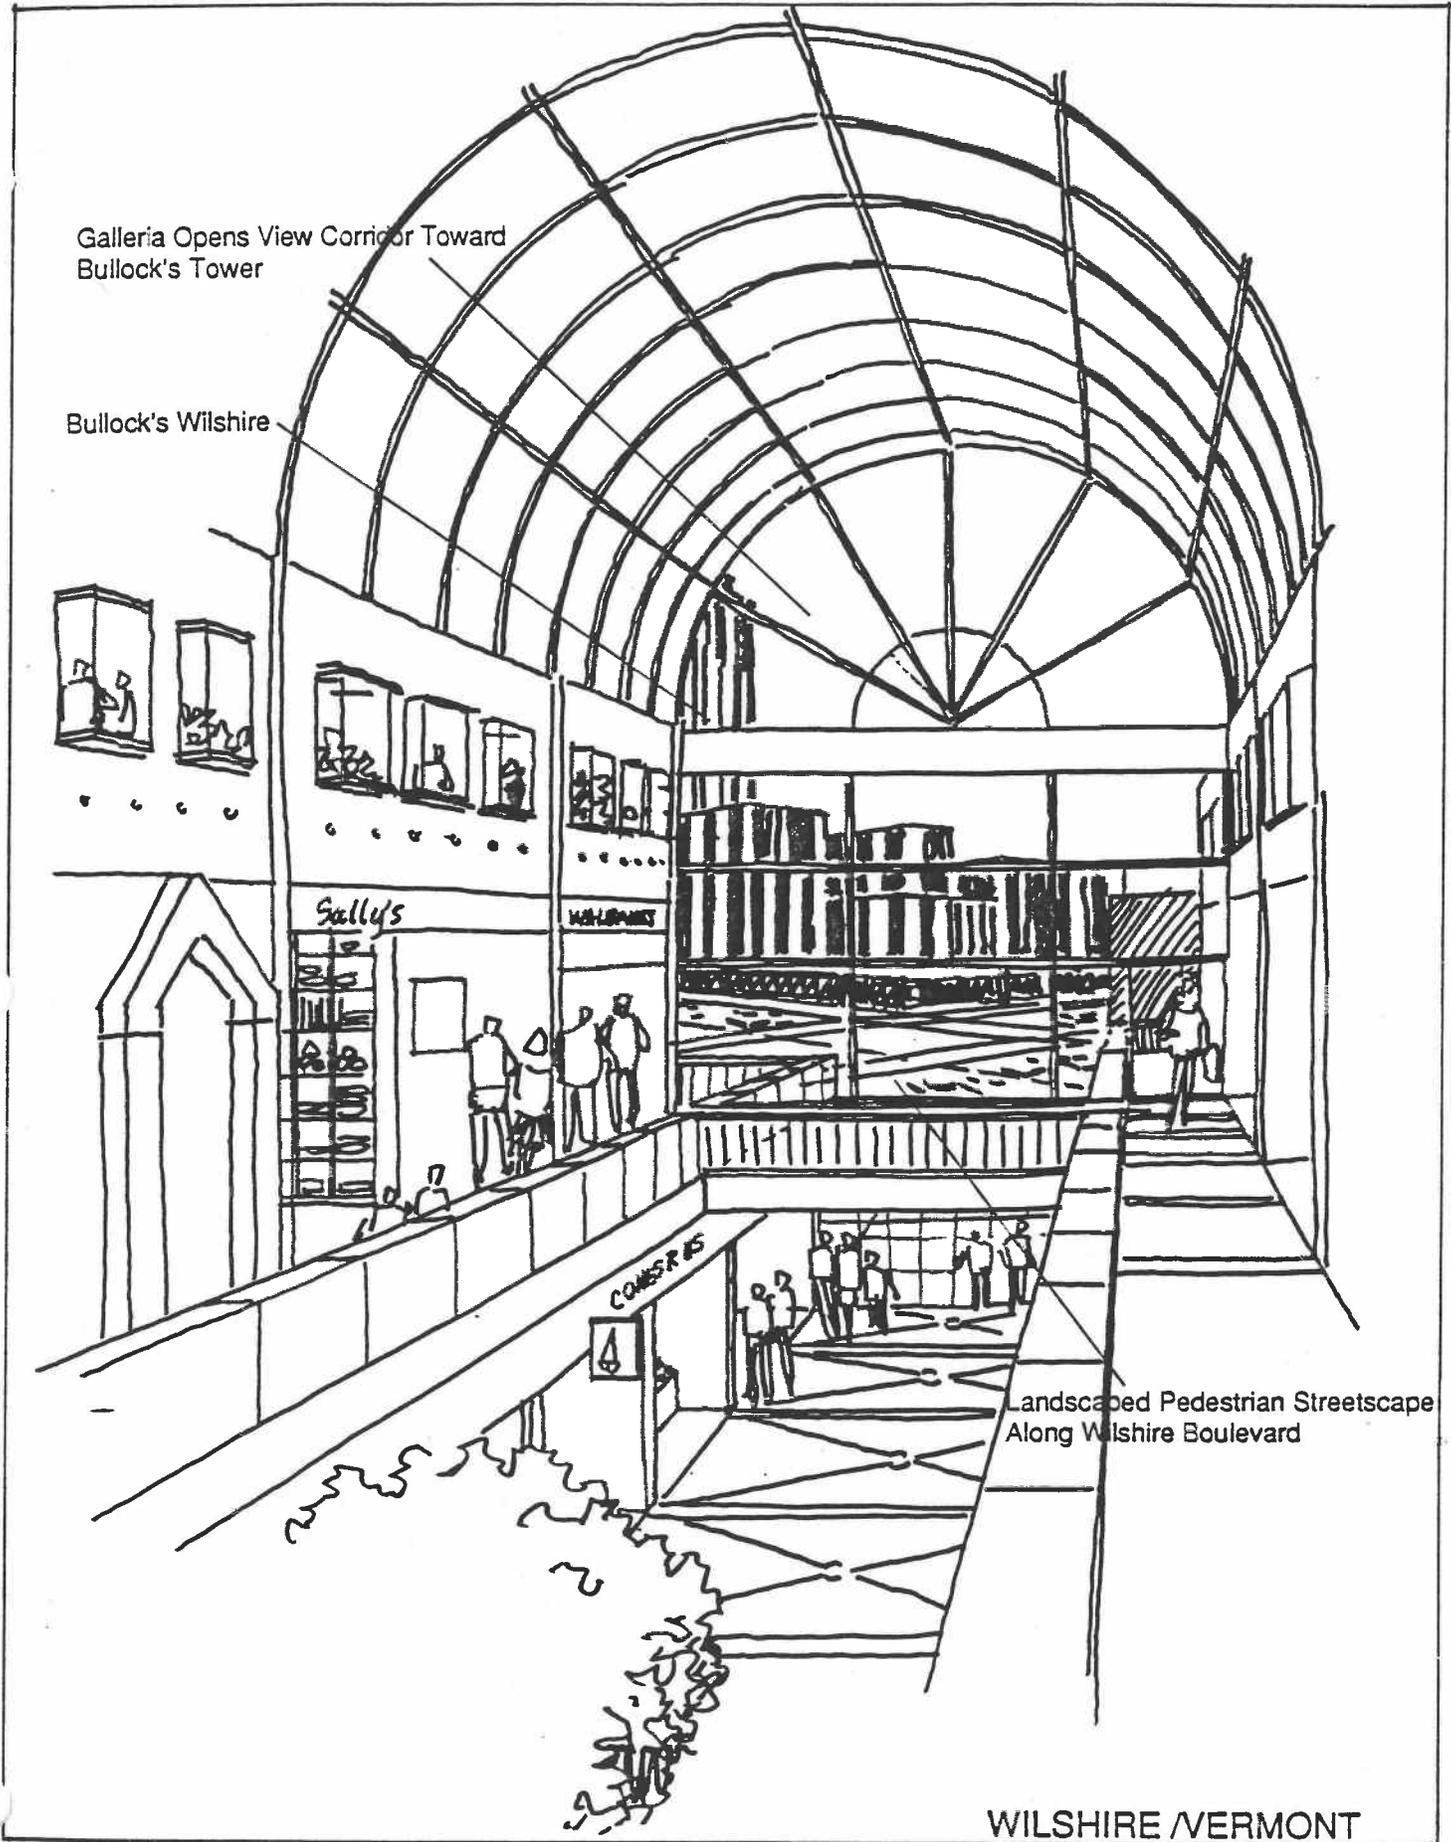 Galleria Opens View Corridor Toward
Bullock's Tower
Bullock's Wilshire
Sally's
Landscaped Pedestrian Streetscape
Along Wilshire Boulevard
WILSHIRE /VERMONT